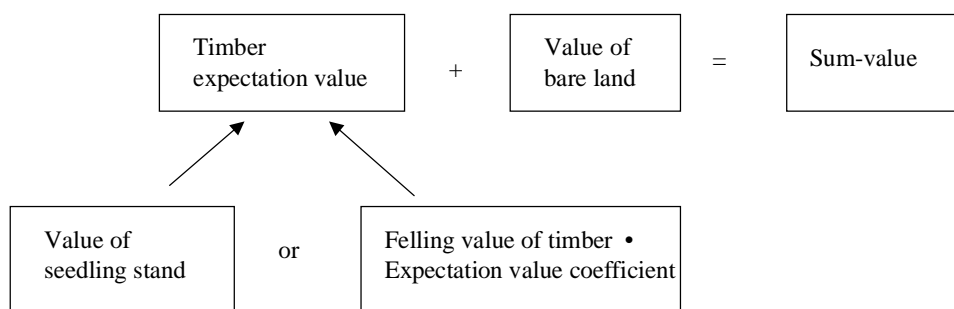 Timber
expectation value
+
Value of
bare land
=
Sum-value
Value of
seedling stand
or
Felling value of timber •
Expectation value coefficient